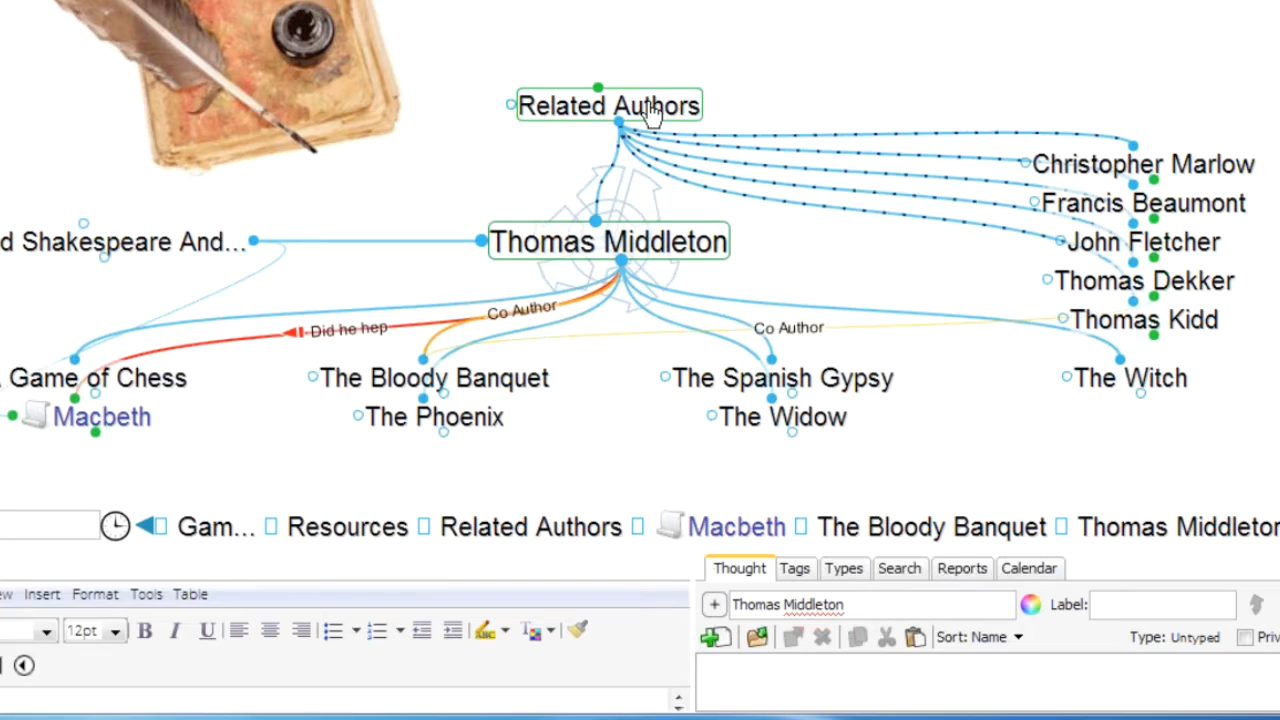 Related Authors
Christopher Marlow
Francis Beaumont
d Shakespeare And...
Thomas Middleton
John Fletcher
Thomas Dekker
Co Author
Did he hep
Co Author
Thomas Kidd
Game of Chess
The Bloody Banquet
The Spanish Gypsy
The Witch
Macbeth
The Phoenix
The Widow
Gam... Resources Related Authors Macbeth The Bloody Banquet Thomas Middleton
Thought Tags Types Search Reports Calendar
ew Insert Format Tools Table
Thomas Middleton Label:
12pt B I U
Sort: Name Type: Untyped Priv